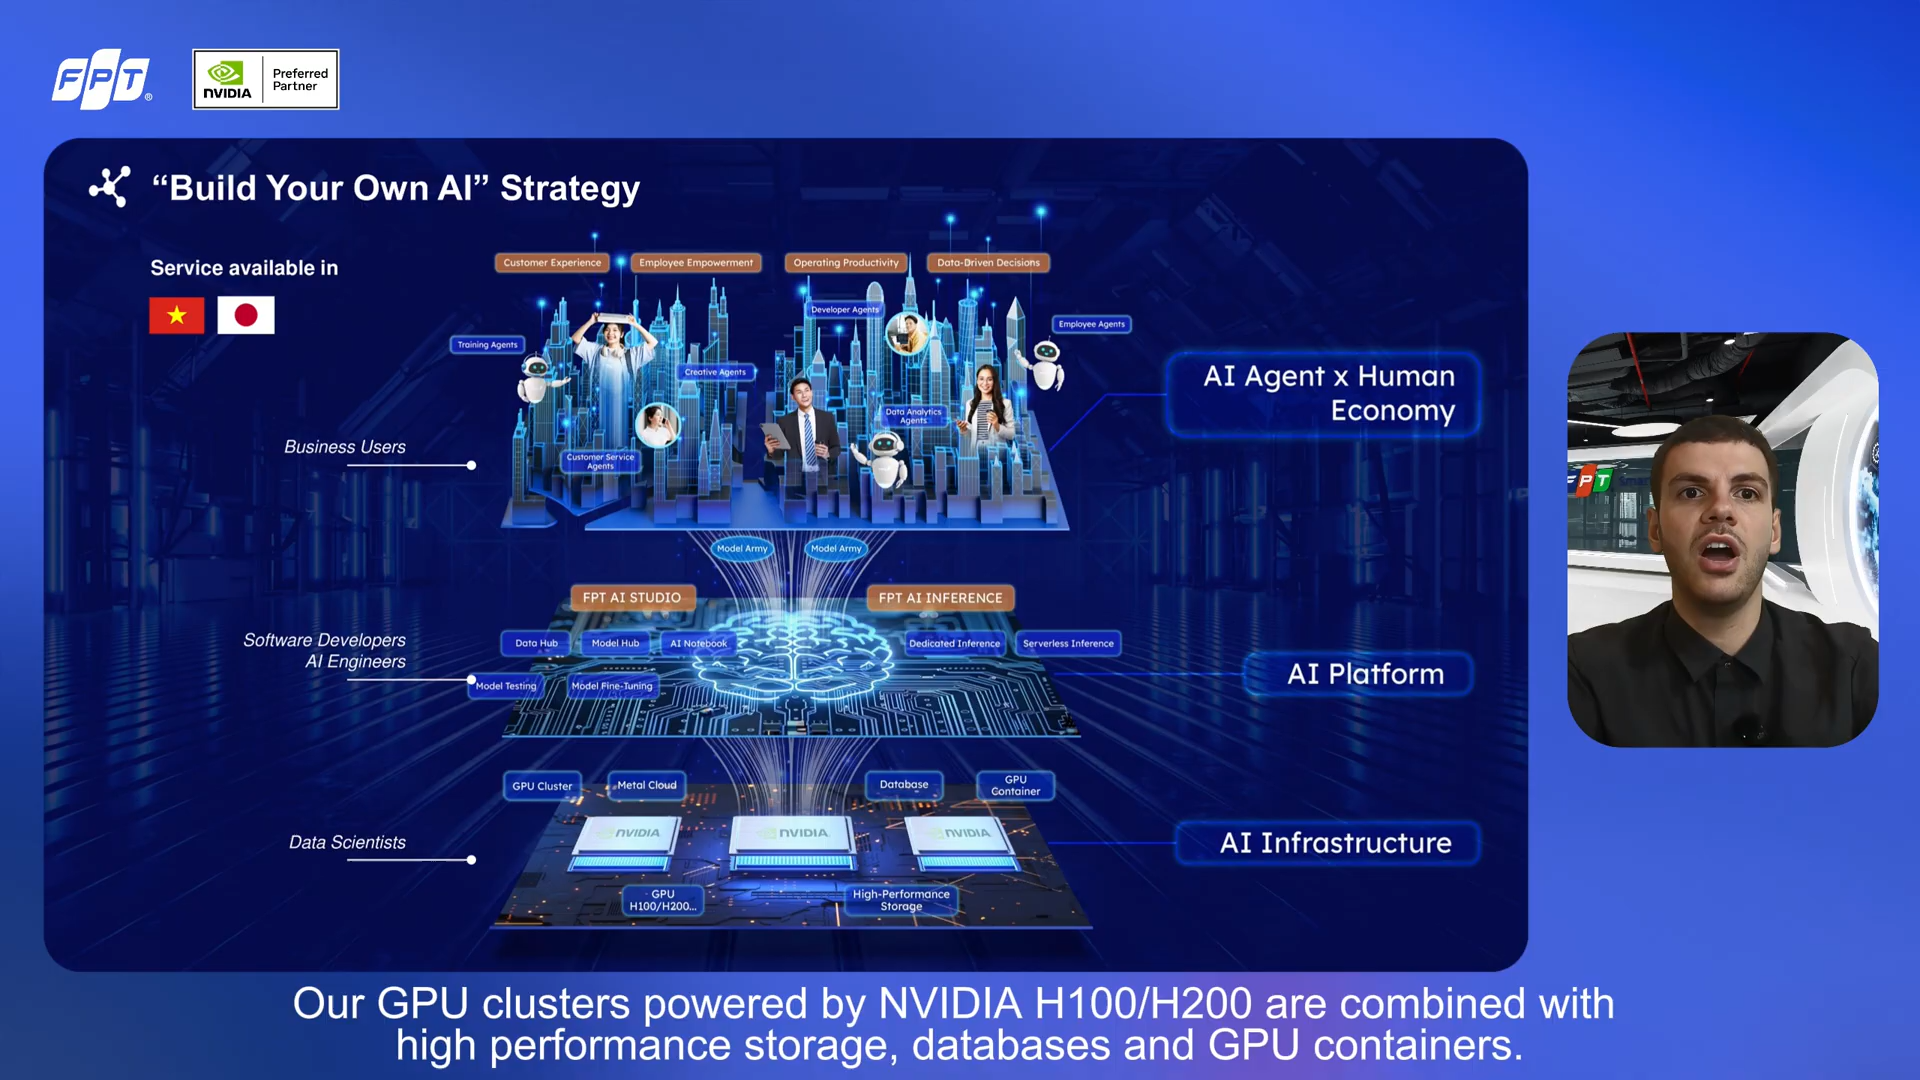 FPT®
NVIDIA
Preferred
Partner
“Build Your Own AI” Strategy
Service available in
Customer Experience
Employee Empowerment
Operating Productivity
Data-Driven Decisions
Developer Agents
Employee Agents
Training Agents
Creative Agents
Data Analytics
Agents
Customer Service
Agents
Business Users
AI Agent x Human
Economy
Model Army
Model Army
FPT AI STUDIO
FPT AI INFERENCE
Software Developers
AI Engineers
Data Hub
Model Hub
AI Notebook
Dedicated Inference
Serverless Inference
Model Testing
Model Fine-Tuning
AI Platform
GPU Cluster
Metal Cloud
Database
GPU
Container
Data Scientists
NVIDIA
NVIDIA
NVIDIA
AI Infrastructure
GPU
H100/H200...
High-Performance
Storage
FPT
Our GPU clusters powered by NVIDIA H100/H200 are combined with
high performance storage, databases and GPU containers.